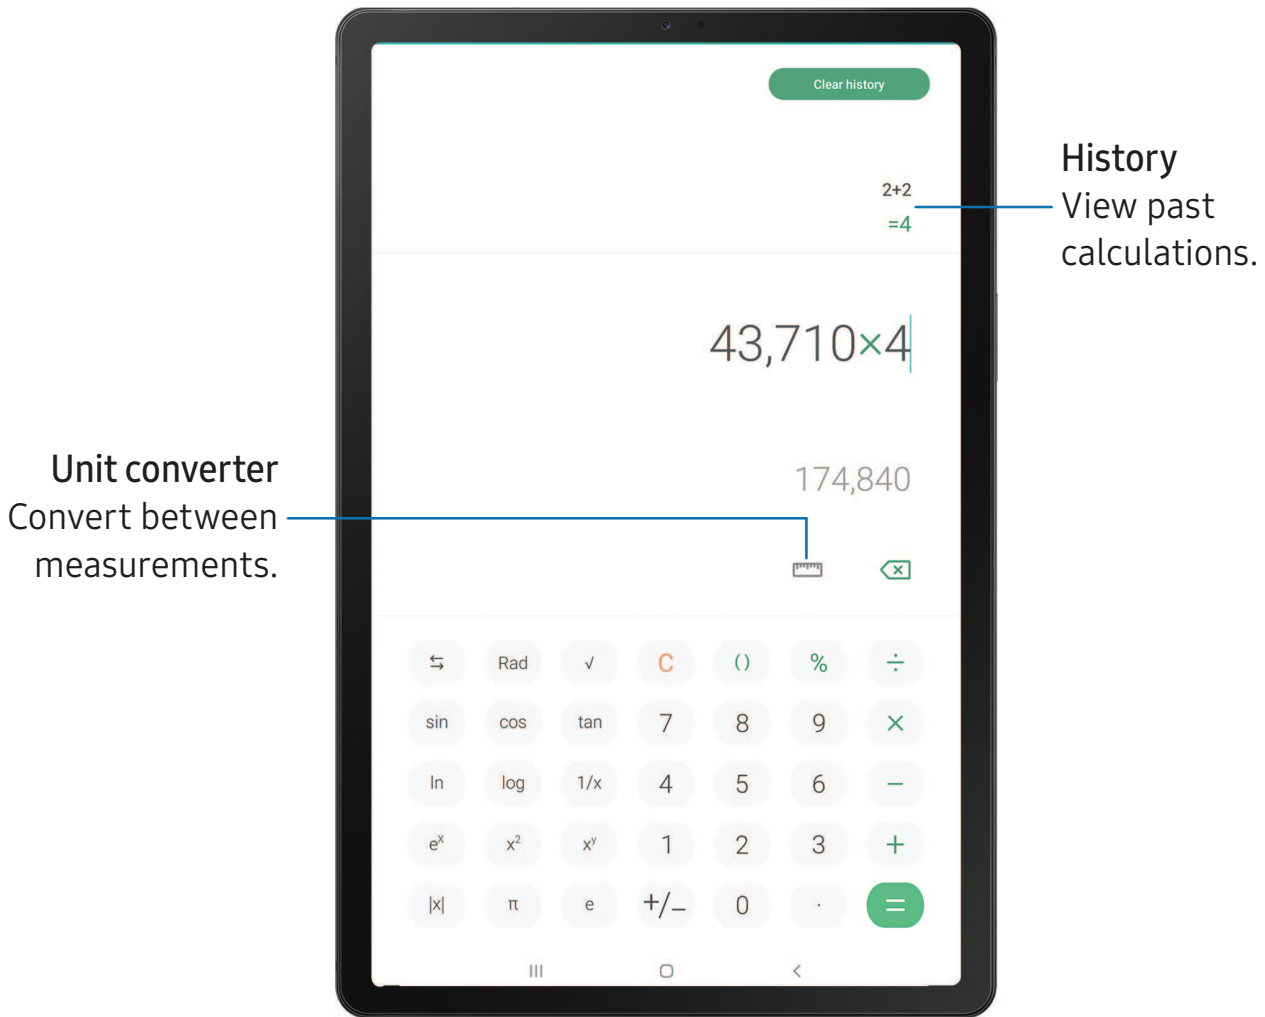 Clear history
History
View past
calculations.
2+2
=4
43,710×4
Unit converter
Convert between
measurements.
174,840
⇆ Rad √ C () % ÷
sin cos tan 7 8 9 ×
ln log 1/x 4 5 6 −
eˣ x² xʸ 1 2 3 +
|x| π e +/− 0 . =